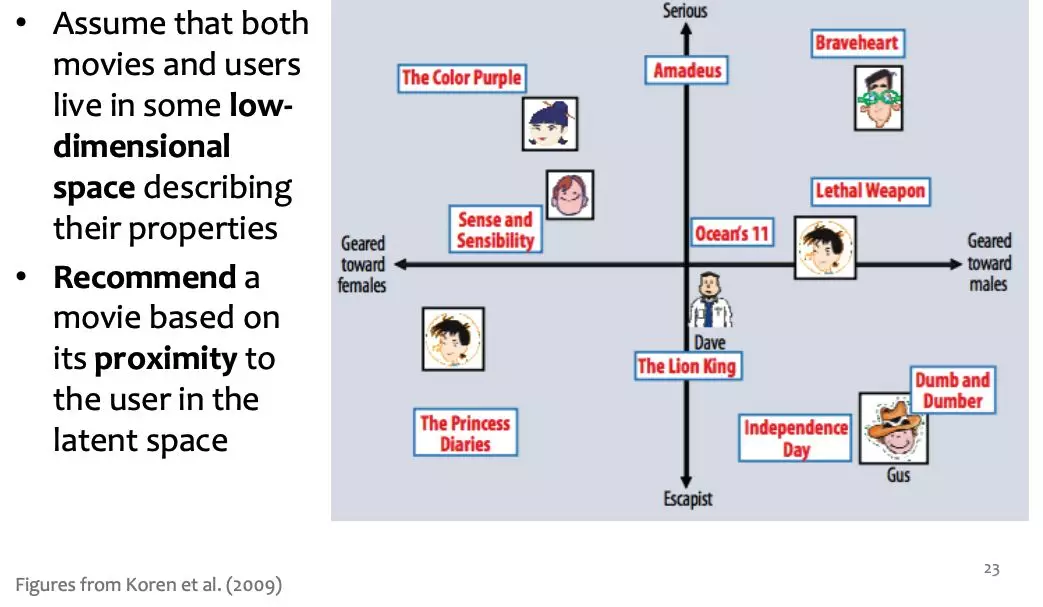 • Assume that both
movies and users
live in some low-
dimensional
space describing
their properties
• Recommend a
movie based on
its proximity to
the user in the
latent space
Serious
Braveheart
The Color Purple
Amadeus
Lethal Weapon
Sense and
Sensibility
Ocean's 11
Geared
toward
females
Geared
toward
males
Dave
The Lion King
Dumb and
Dumber
The Princess
Diaries
Independence
Day
Gus
Escapist
23
Figures from Koren et al. (2009)